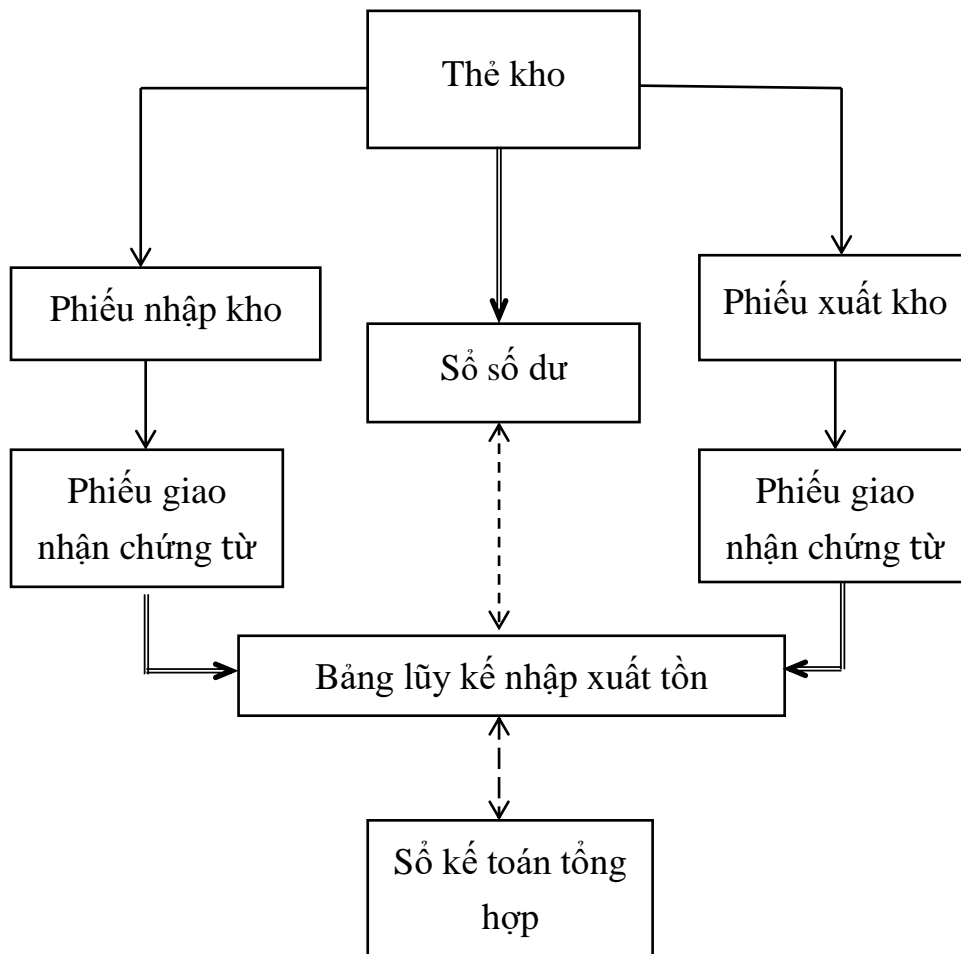 Thẻ kho
Phiếu nhập kho
Sổ số dư
Phiếu xuất kho
Phiếu giao
nhận chứng từ
Phiếu giao
nhận chứng từ
Bảng lũy kế nhập xuất tồn
Sổ kế toán tổng
hợp